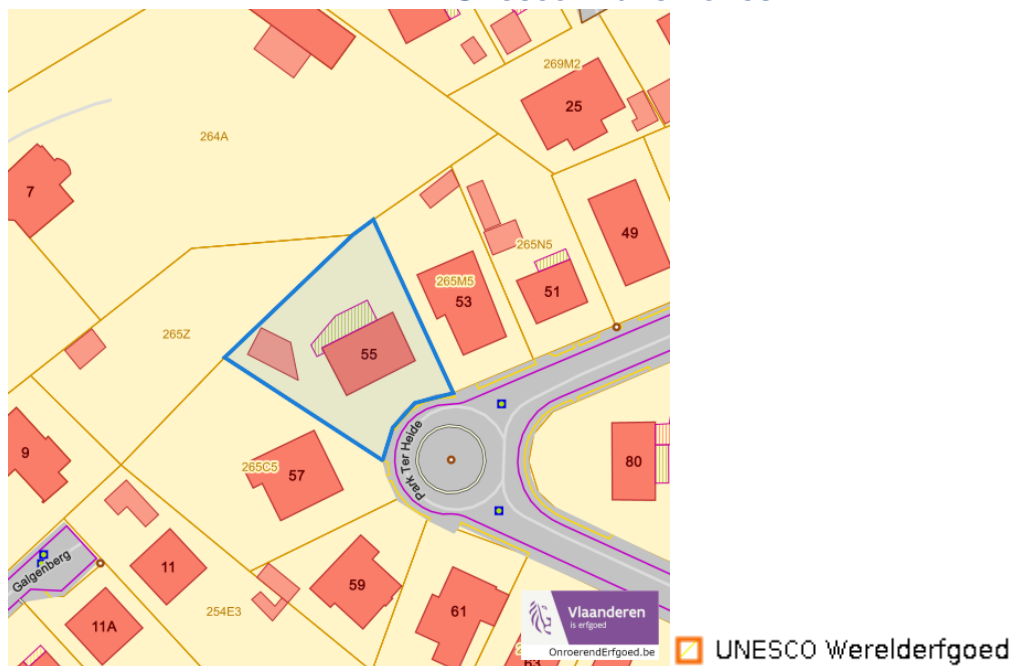 269M2
25
264A
7
49
265N5
265M5
53
51
265Z
55
Park Ter Heide
9
80
265C5
57
Galgenberg
11
59
254E3
11A
61
63
Vlaanderen
is erfgoed
OnroerendErfgoed.be
UNESCO Werelderfgoed